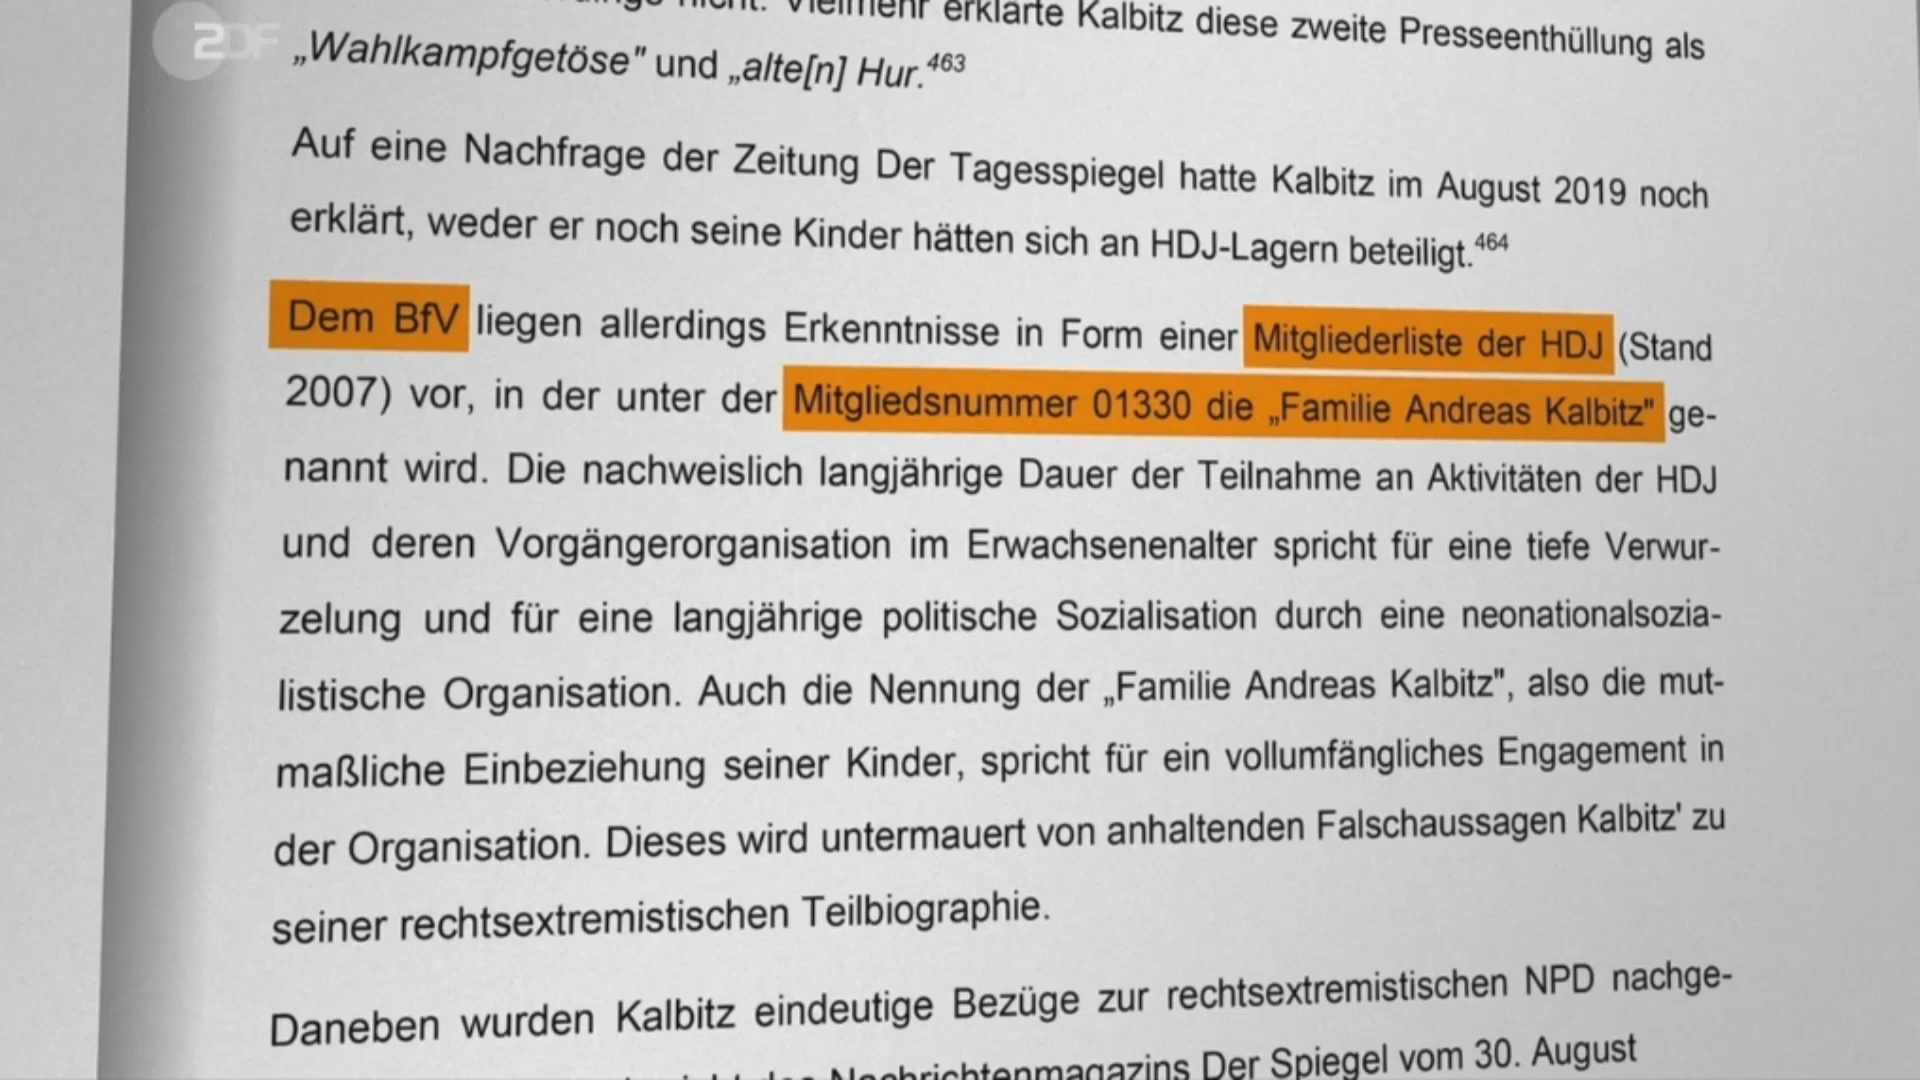 ZDF
nicht. Vielmehr erklärte Kalbitz diese zweite Presseenthüllung als
„Wahlkampfgetöse" und „alte[n] Hur.463
Auf eine Nachfrage der Zeitung Der Tagesspiegel hatte Kalbitz im August 2019 noch
erklärt, weder er noch seine Kinder hätten sich an HDJ-Lagern beteiligt.464
Dem BfV liegen allerdings Erkenntnisse in Form einer Mitgliederliste der HDJ (Stand
2007) vor, in der unter der Mitgliedsnummer 01330 die „Familie Andreas Kalbitz" ge-
nannt wird. Die nachweislich langjährige Dauer der Teilnahme an Aktivitäten der HDJ
und deren Vorgängerorganisation im Erwachsenenalter spricht für eine tiefe Verwur-
zelung und für eine langjährige politische Sozialisation durch eine neonationalsozia-
listische Organisation. Auch die Nennung der „Familie Andreas Kalbitz", also die mut-
maßliche Einbeziehung seiner Kinder, spricht für ein vollumfängliches Engagement in
der Organisation. Dieses wird untermauert von anhaltenden Falschaussagen Kalbitz' zu
seiner rechtsextremistischen Teilbiographie.
Daneben wurden Kalbitz eindeutige Bezüge zur rechtsextremistischen NPD nachge-
Nachrichtenmagazins Der Spiegel vom 30. August